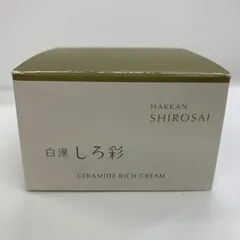 HAKKAN
SHIROSAI
白漢 しろ彩
CERAMIDE RICH CREAM